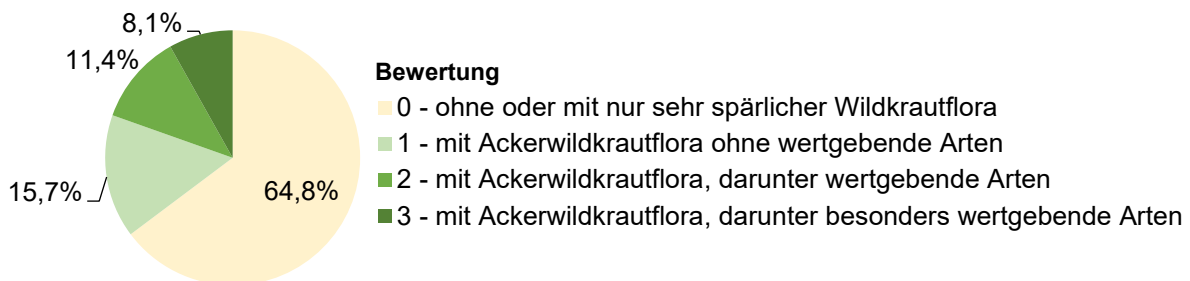 8,1%
11,4%
15,7%
64,8%
Bewertung
0 - ohne oder mit nur sehr spärlicher Wildkrautflora
1 - mit Ackerwildkrautflora ohne wertgebende Arten
2 - mit Ackerwildkrautflora, darunter wertgebende Arten
3 - mit Ackerwildkrautflora, darunter besonders wertgebende Arten